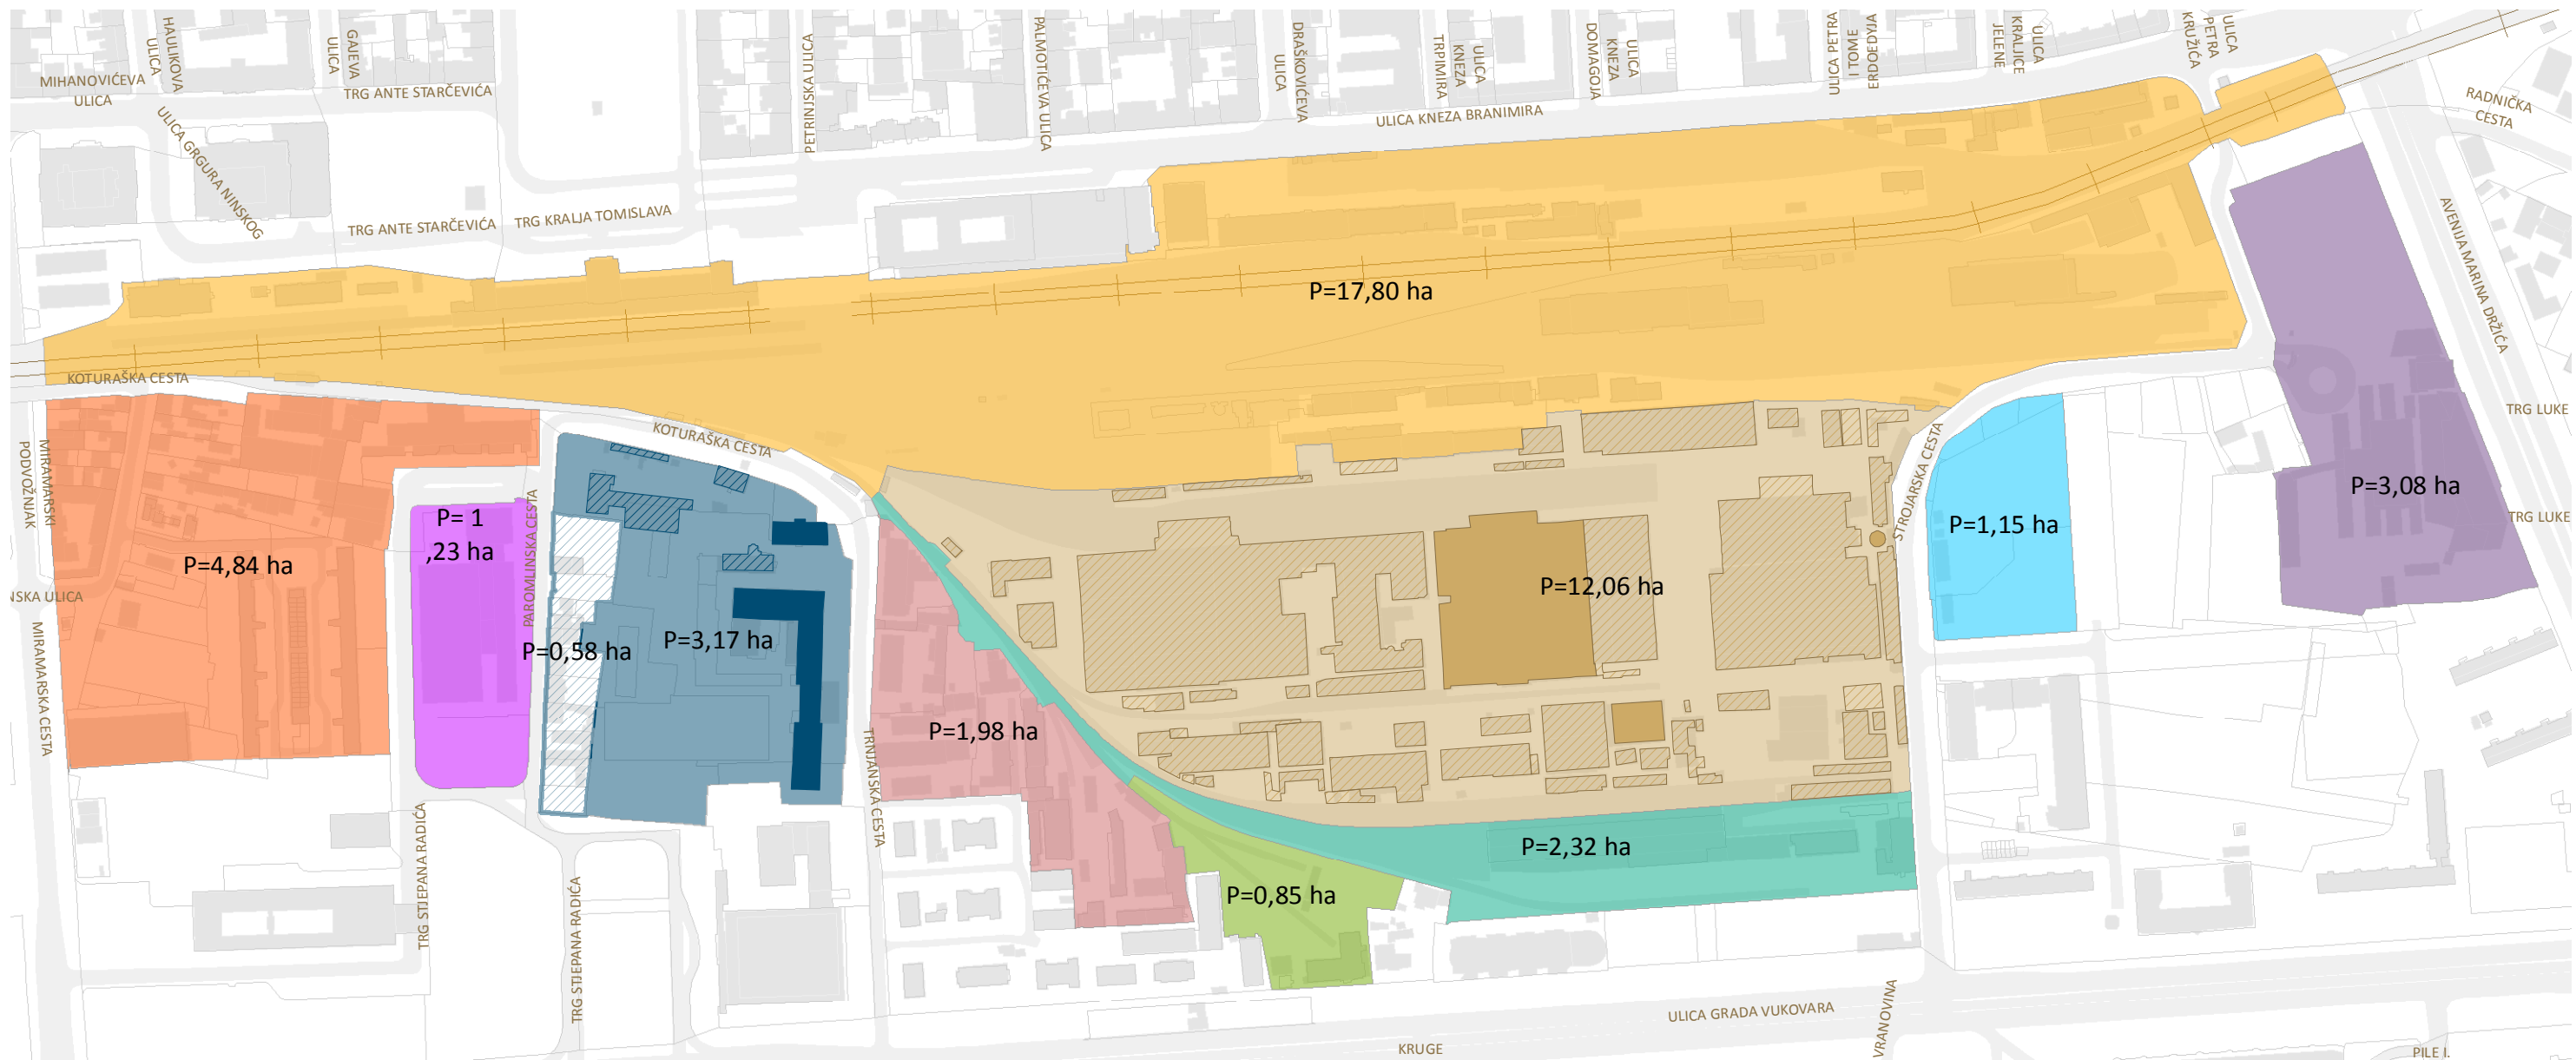 HAULIKOVA
ULICA
GAJEVA
ULICA
PETRINJSKA ULICA
PALMOTIĆEVA ULICA
DRAŠKOVIĆEVA
ULICA
ULICA
KNEZA
TRPIMIRA
ULICA
KNEZA
DOMAGOJA
ULICA PETRA
I TOME
ERDOEDYJA
ULICA
KRALJICE
JELENE
ULICA
PETRA
KRUŽIĆA
MIHANOVIĆEVA
ULICA
TRG ANTE STARČEVIĆA
ULICA GRGURA NINSKOG
ULICA KNEZA BRANIMIRA
RADNIČKA
CESTA
TRG ANTE STARČEVIĆA
TRG KRALJA TOMISLAVA
AVENIJA MARINA DRŽIĆA
P=17,80 ha
KOTURAŠKA CESTA
KOTURAŠKA CESTA
TRG LUKE
MIRAMARSKI
PODVOŽNJAK
STROJARSKA CESTA
P=3,08 ha
P= 1
,23 ha
P=1,15 ha
TRG LUKE
PAROMLINSKA CESTA
P=4,84 ha
P=12,06 ha
NSKA ULICA
MIRAMARSKA CESTA
P=0,58 ha
P=3,17 ha
P=1,98 ha
TRNJANSKA CESTA
P=2,32 ha
P=0,85 ha
TRG STJEPANA RADIĆA
TRG STJEPANA RADIĆA
ULICA GRADA VUKOVARA
VRANOVINA
KRUGE
PILE I.